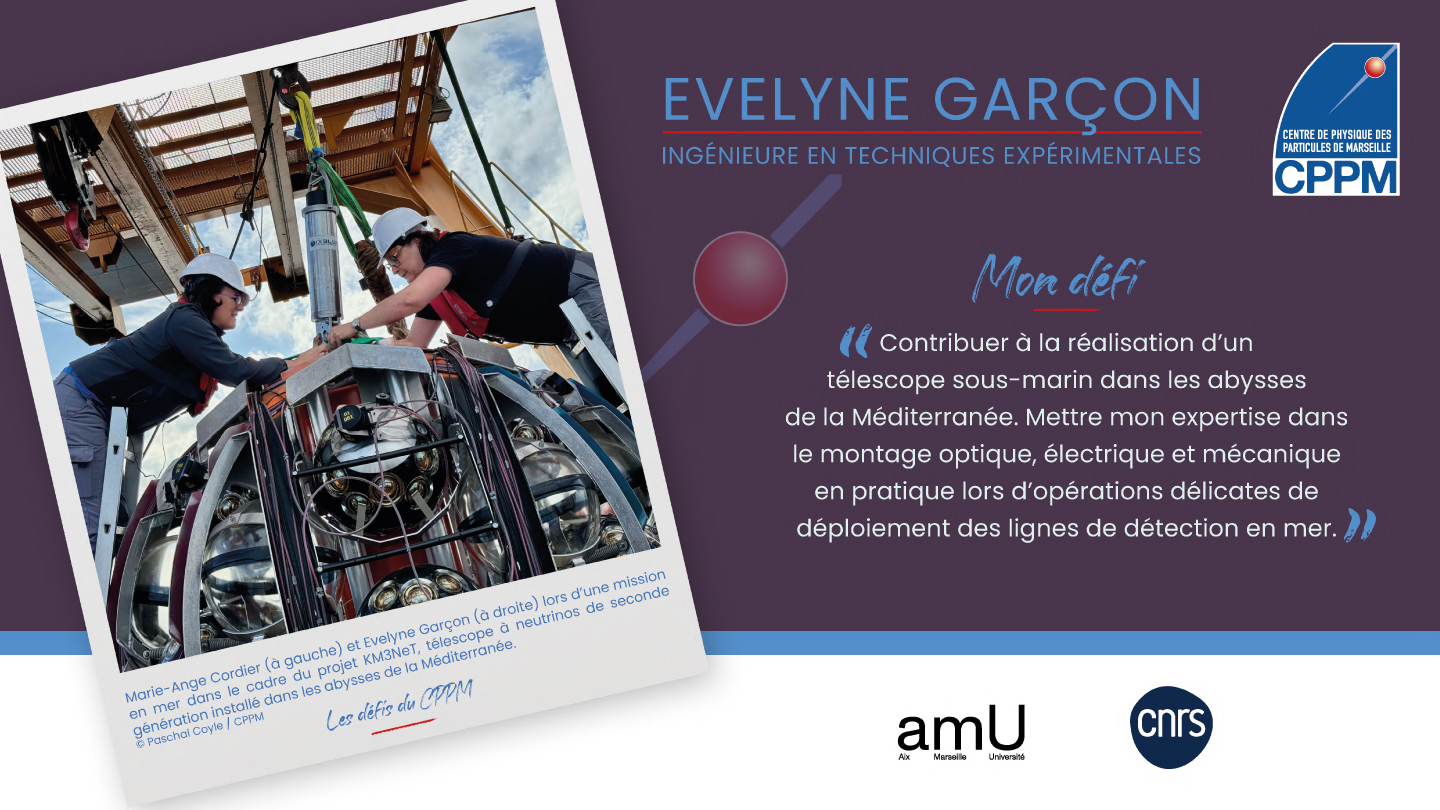 EVELYNE GARÇON
INGÉNIEURE EN TECHNIQUES EXPÉRIMENTALES
CENTRE DE PHYSIQUE DES
PARTICULES DE MARSEILLE
CPPM
Mon défi
“ Contribuer à la réalisation d’un
télescope sous-marin dans les abysses
de la Méditerranée. Mettre mon expertise dans
le montage optique, électrique et mécanique
en pratique lors d’opérations délicates de
déploiement des lignes de détection en mer. ”
Marie-Ange Cordier (à gauche) et Evelyne Garçon (à droite) lors d’une mission
en mer dans le cadre du projet KM3NeT, télescope à neutrinos de seconde
génération installé dans les abysses de la Méditerranée.
© Paschal Coyle / CPPM
Les défis du CPPM
amU
Aix Marseille Université
cnrs